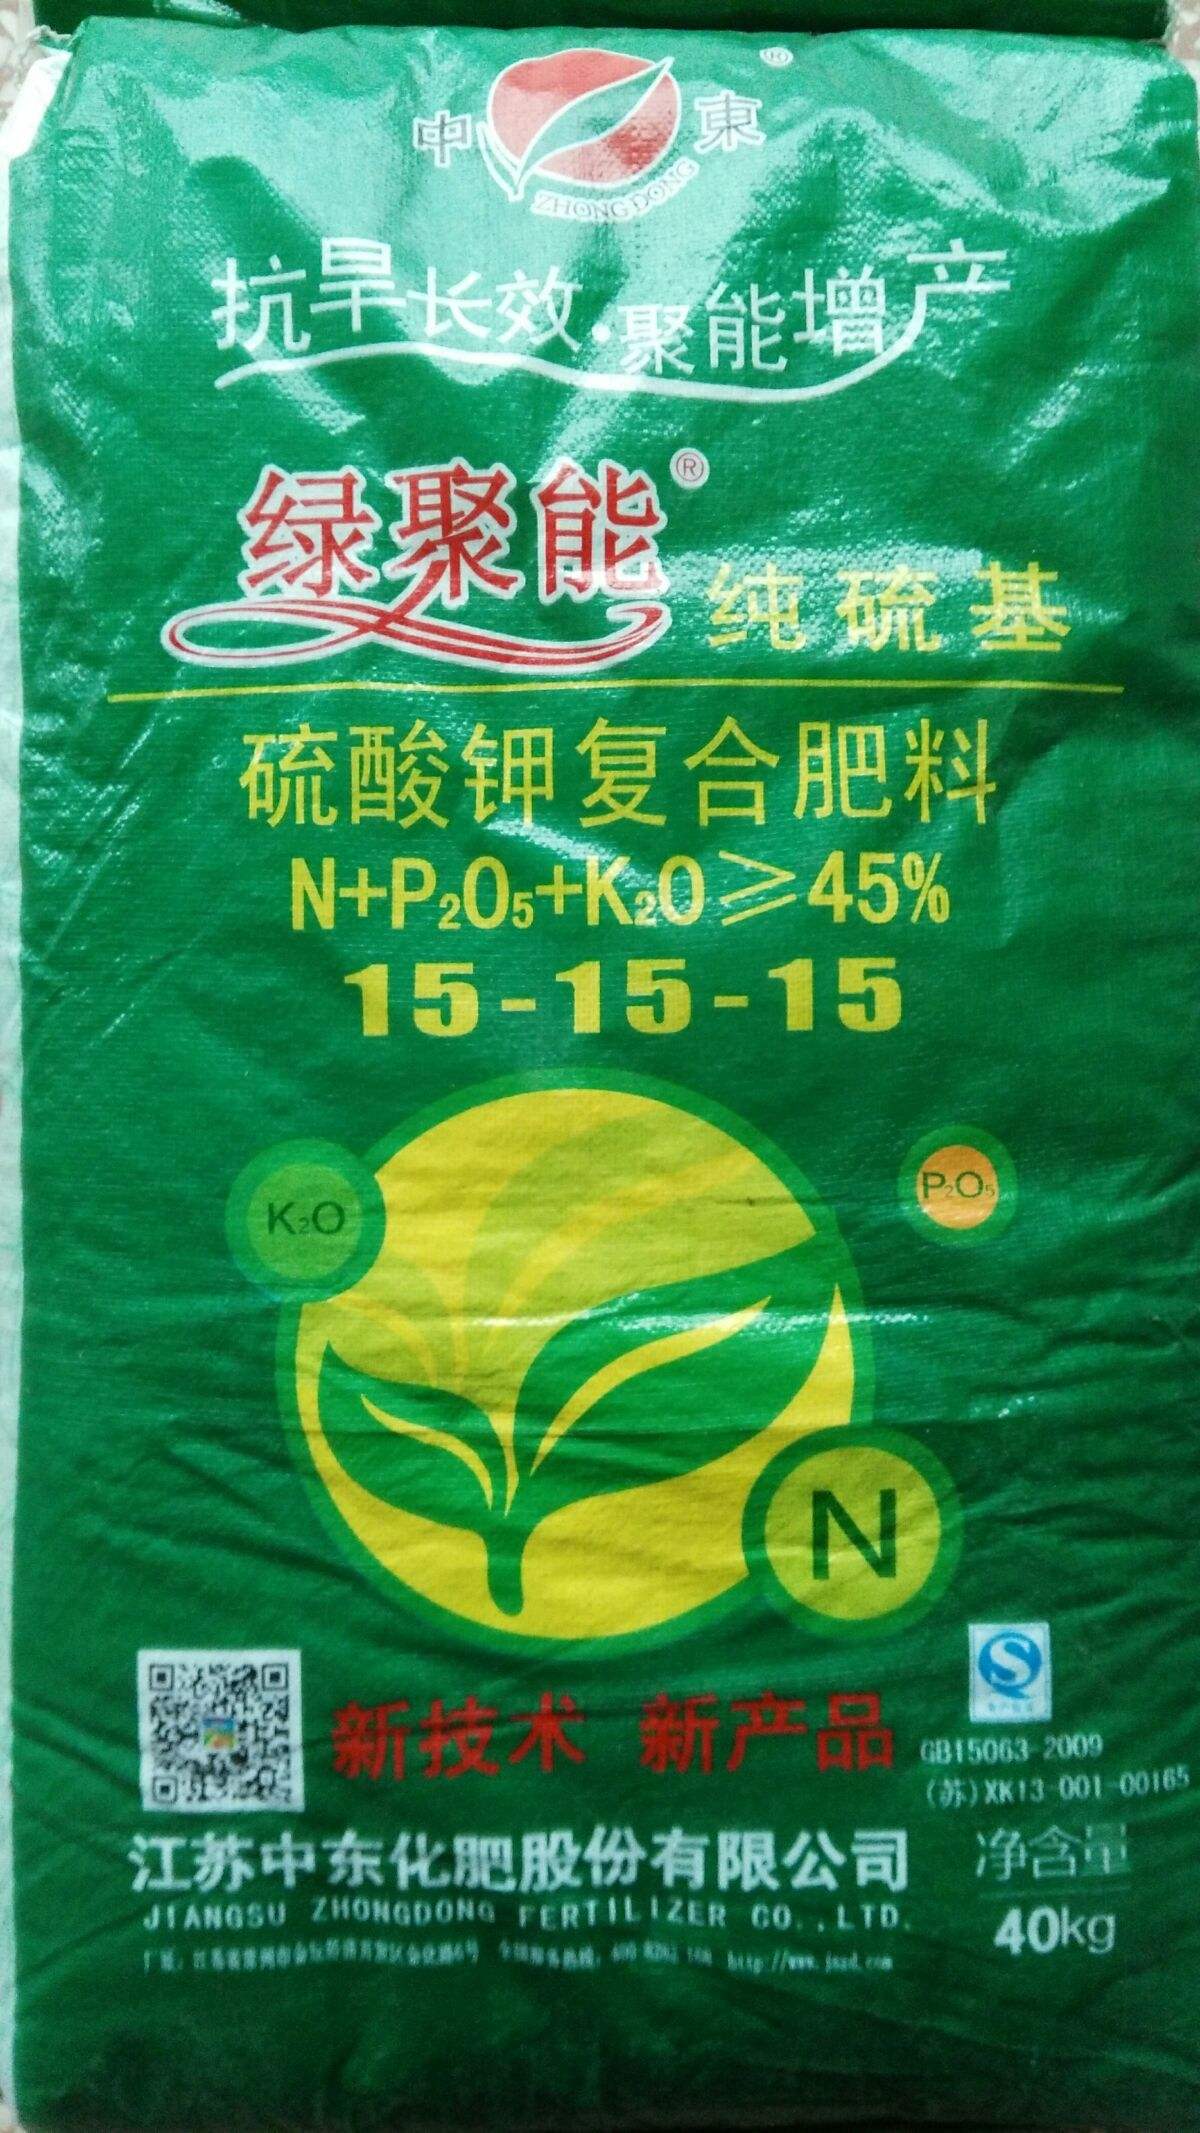 中 東
ZHONG DONG
®
抗旱长效·聚能增产
绿聚能®
纯硫基
硫酸钾复合肥料
N+P₂O₅+K₂O≥45%
15-15-15
K₂O
P₂O₅
N
新技术 新产品
GB15063-2009
(苏)XK13-001-00165
江苏中东化肥股份有限公司
JIANGSU ZHONGDONG FERTILIZER CO.,LTD.
净含量
40kg